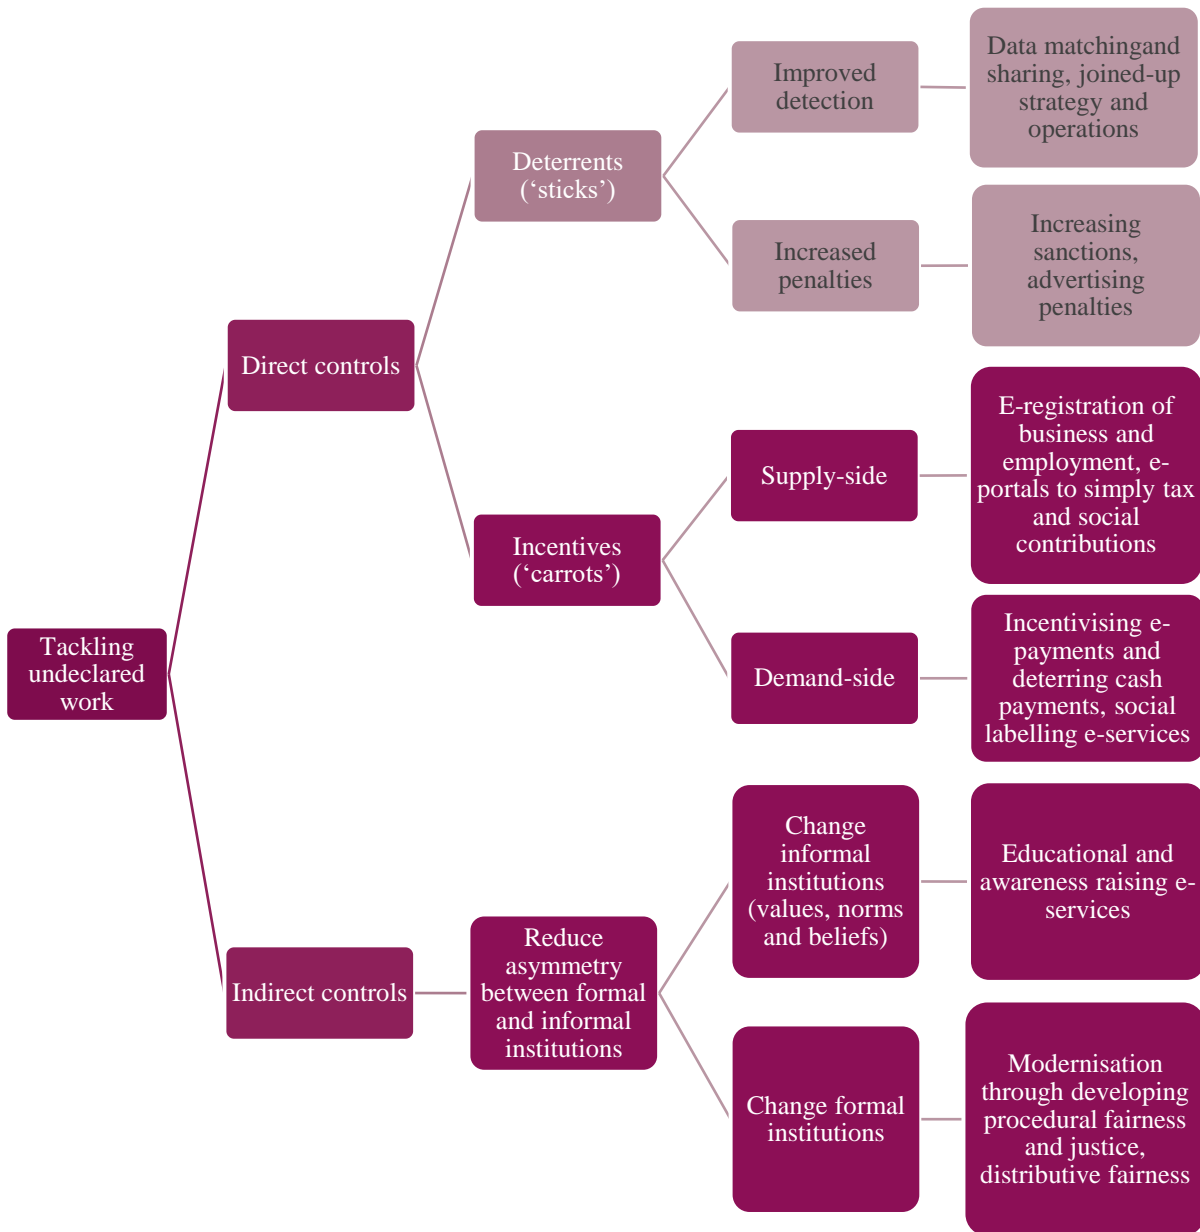 Tackling
undeclared
work
Direct controls
Deterrents
(‘sticks’)
Improved
detection
Data matchingand
sharing, joined-up
strategy and
operations
Increased
penalties
Increasing
sanctions,
advertising
penalties
Incentives
(‘carrots’)
Supply-side
E-registration of
business and
employment, e-
portals to simply tax
and social
contributions
Demand-side
Incentivising e-
payments and
deterring cash
payments, social
labelling e-services
Indirect controls
Reduce
asymmetry
between formal
and informal
institutions
Change
informal
institutions
(values, norms
and beliefs)
Educational and
awareness raising e-
services
Change formal
institutions
Modernisation
through developing
procedural fairness
and justice,
distributive fairness